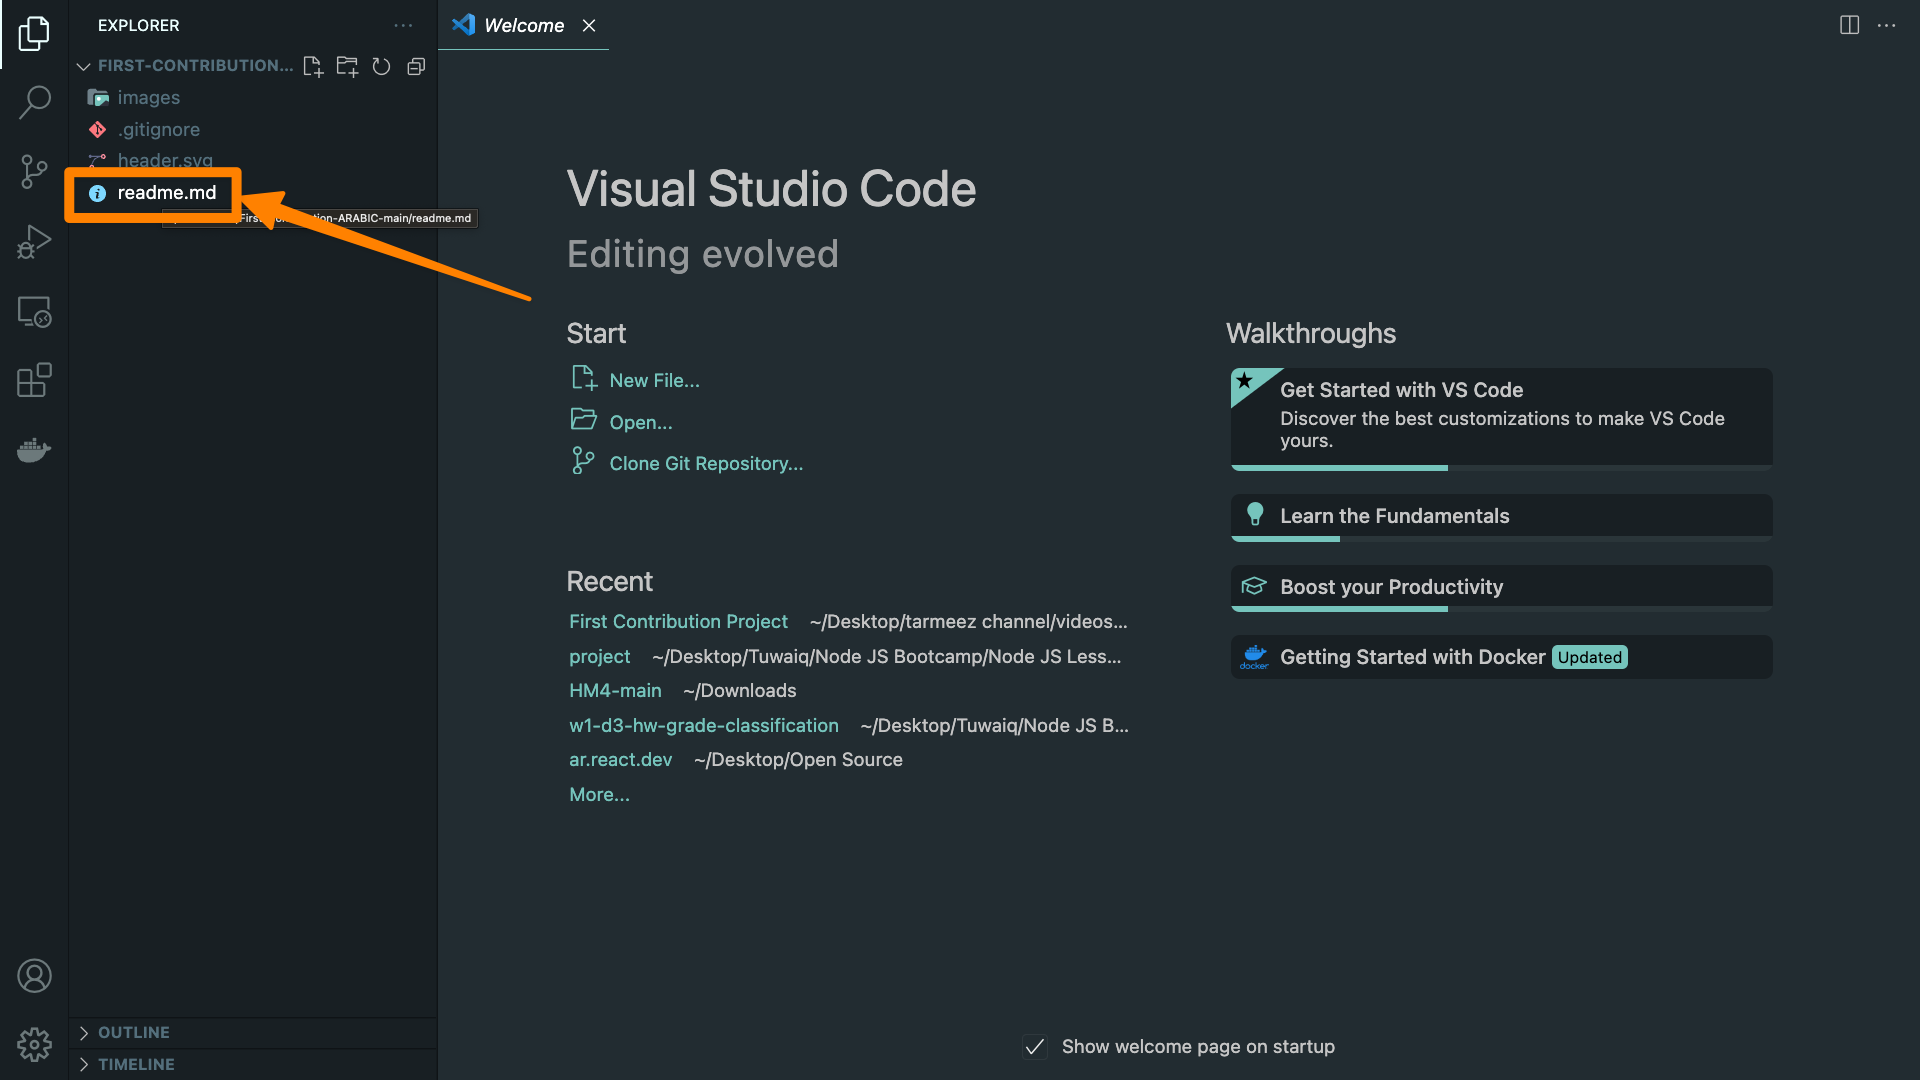 EXPLORER
Welcome
FIRST-CONTRIBUTION...
images
.gitignore
header.svg
readme.md
-ARABIC-main/readme.md
Visual Studio Code
Editing evolved
Start
New File...
Open...
Clone Git Repository...
Recent
First Contribution Project ~/Desktop/tarmeez channel/videos...
project ~/Desktop/Tuwaiq/Node JS Bootcamp/Node JS Less...
HM4-main ~/Downloads
w1-d3-hw-grade-classification ~/Desktop/Tuwaiq/Node JS B...
ar.react.dev ~/Desktop/Open Source
More...
Walkthroughs
Get Started with VS Code
Discover the best customizations to make VS Code
yours.
Learn the Fundamentals
Boost your Productivity
docker
Getting Started with Docker Updated
OUTLINE
TIMELINE
Show welcome page on startup